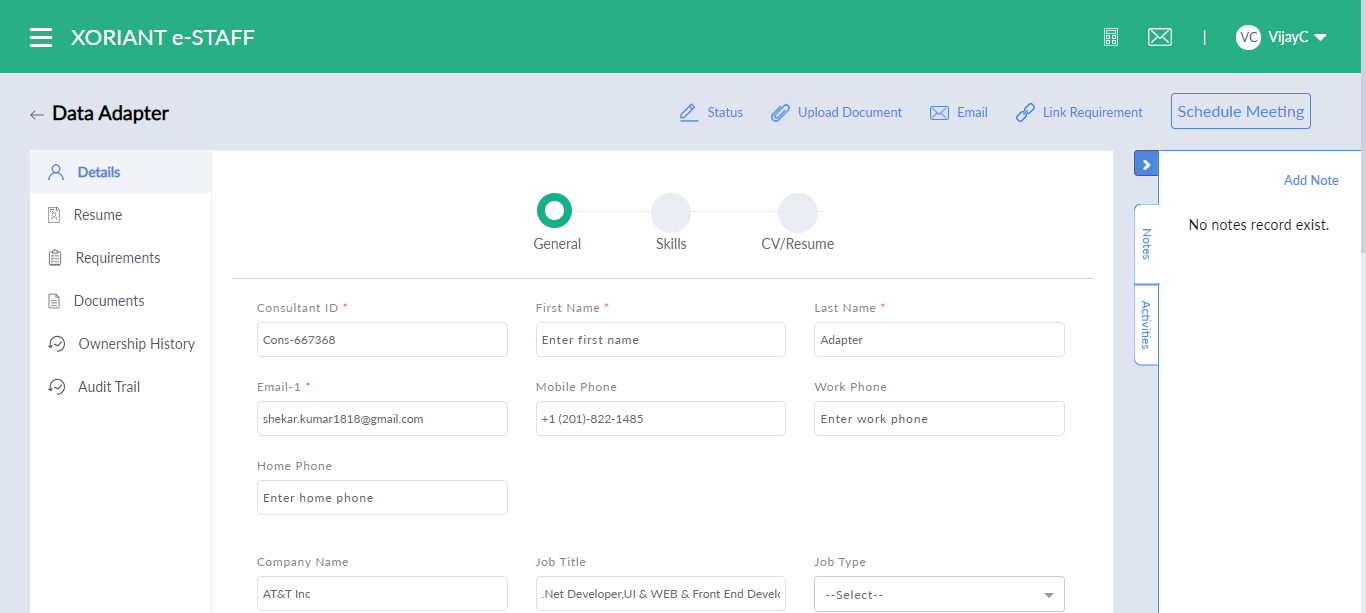 XORIANT e-STAFF
|
VC VijayC
Data Adapter
Status
Upload Document
Email
Link Requirement
Schedule Meeting
Details
Resume
Requirements
Documents
Ownership History
Audit Trail
General
Skills
CV/Resume
Consultant ID *
First Name *
Last Name *
Cons-667368
Enter first name
Adapter
Email-1 *
Mobile Phone
Work Phone
shekar.kumar1818@gmail.com
+1 (201)-822-1485
Enter work phone
Home Phone
Enter home phone
Company Name
Job Title
Job Type
AT&T Inc
.Net Developer,UI & WEB & Front End Develo
--Select--
Add Note
No notes record exist.
Notes
Activities